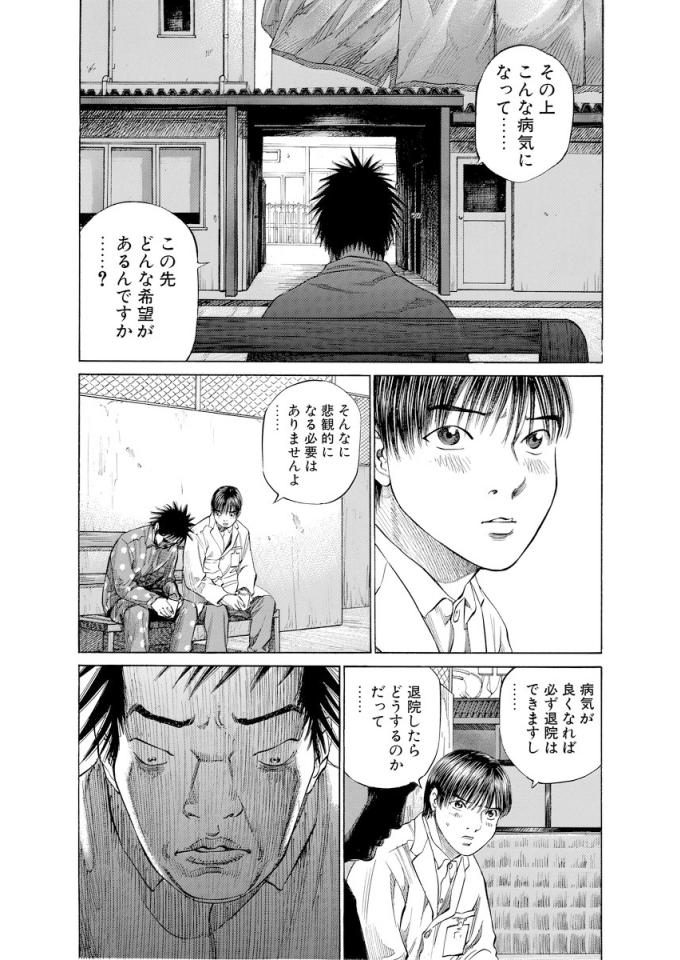 その上
こんな病気に
なって……
この先
どんな希望が
あるんですか
……?
そんなに
悲観的に
なる必要は
ありませんよ
……
病気が
良くなれば
必ず退院は
できますし
……
退院したら
どうするのか
だって
……